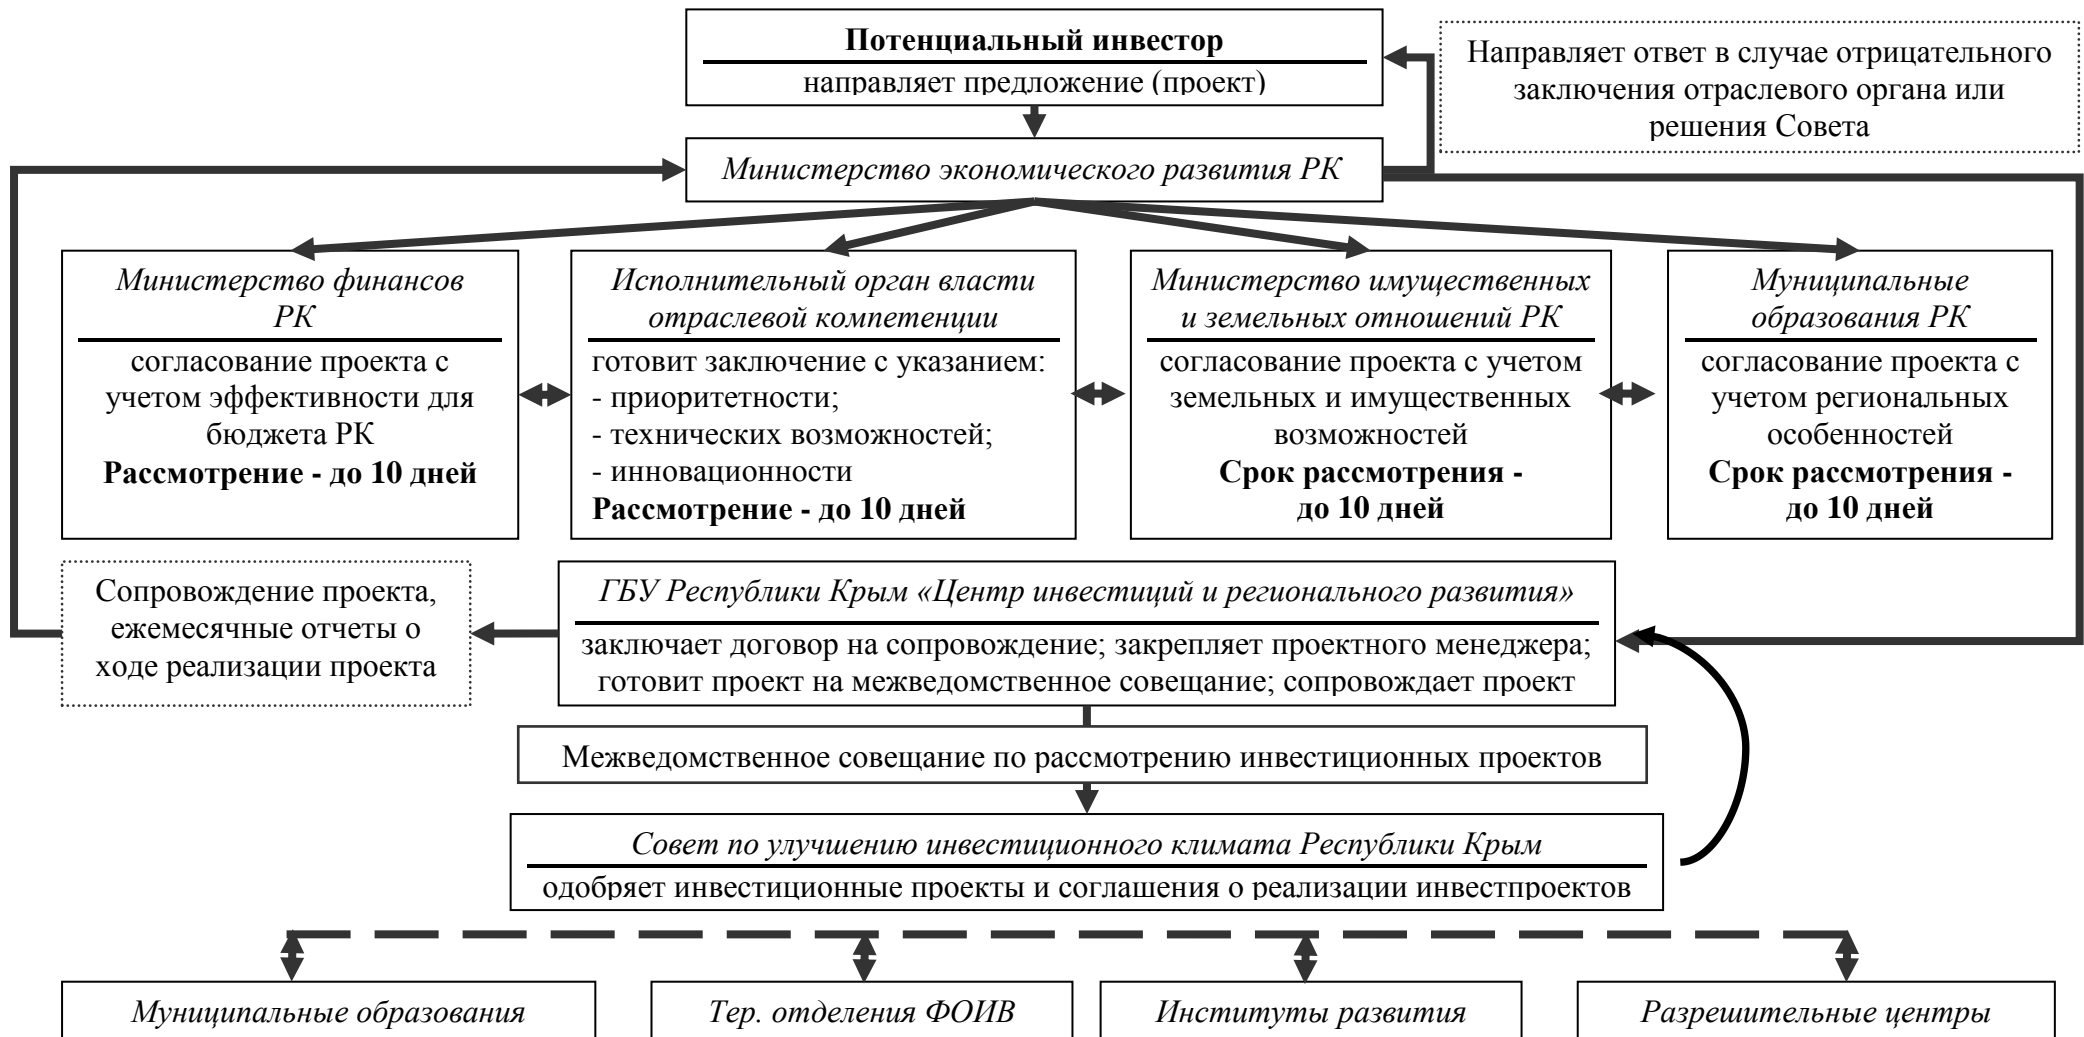 Потенциальный инвестор
направляет предложение (проект)
Направляет ответ в случае отрицательного
заключения отраслевого органа или
решения Совета
Министерство экономического развития РК
Министерство финансов
РК
согласование проекта с
учетом эффективности для
бюджета РК
Рассмотрение - до 10 дней
Исполнительный орган власти
отраслевой компетенции
готовит заключение с указанием:
- приоритетности;
- технических возможностей;
- инновационности
Рассмотрение - до 10 дней
Министерство имущественных
и земельных отношений РК
согласование проекта с учетом
земельных и имущественных
возможностей
Срок рассмотрения -
до 10 дней
Муниципальные
образования РК
согласование проекта с
учетом региональных
особенностей
Срок рассмотрения -
до 10 дней
Сопровождение проекта,
ежемесячные отчеты о
ходе реализации проекта
ГБУ Республики Крым «Центр инвестиций и регионального развития»
заключает договор на сопровождение; закрепляет проектного менеджера;
готовит проект на межведомственное совещание; сопровождает проект
Межведомственное совещание по рассмотрению инвестиционных проектов
Совет по улучшению инвестиционного климата Республики Крым
одобряет инвестиционные проекты и соглашения о реализации инвестпроектов
Муниципальные образования
Тер. отделения ФОИВ
Институты развития
Разрешительные центры